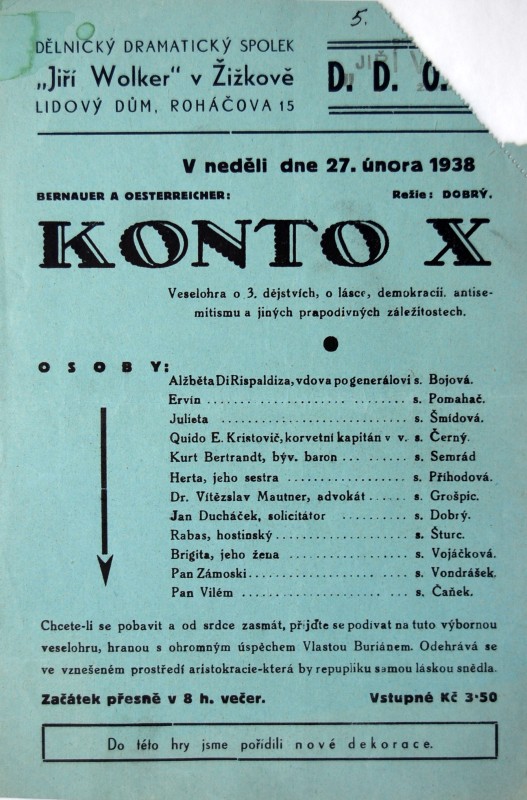 5.
DĚLNICKÝ DRAMATICKÝ SPOLEK
„Jiří Wolker" v Žižkově
LIDOVÝ DŮM, ROHÁČOVA 15
JIŘÍ
D. D. O.
V neděli dne 27. února 1938
BERNAUER A OESTERREICHER:
Režie: DOBRÝ.
KONTO X
Veselohra o 3. dějstvích, o lásce, demokracii. antise-
mitismu a jiných prapodivných záležitostech.
OSOBY:
Alžběta Di Rispaldiza, vdova po generálovi s. Bojová.
Ervín . . . . . . . . . . . . . . . . . . . . . s. Pomahač.
Julieta . . . . . . . . . . . . . . . . . . . . s. Šmídová.
Quido E. Kristovič, korvetní kapitán v v. s. Černý.
Kurt Bertrandt, býv. baron . . . . . . . . . s. Semrád
Herta, jeho sestra . . . . . . . . . . . . . s. Příhodová.
Dr. Vítězslav Mautner, advokát . . . . . s. Grošpic.
Jan Ducháček, solicitátor . . . . . . . . . s. Dobrý.
Rabas, hostinský . . . . . . . . . . . . . . s. Šturc.
Brigita, jeho žena . . . . . . . . . . . . . s. Vojáčková.
Pan Zámoski . . . . . . . . . . . . . . . . s. Vondrášek.
Pan Vilém . . . . . . . . . . . . . . . . . s. Čaňek.
Chcete-li se pobavit a od srdce zasmát, přijďte se podívat na tuto výbornou
veselohru, hranou s ohromným úspěchem Vlastou Buriánem. Odehrává se
ve vznešeném prostředí aristokracie-která by repupliku samou láskou snědla.
Začátek přesně v 8 h. večer.
Vstupné Kč 3·50
Do této hry jsme pořídili nové dekorace.